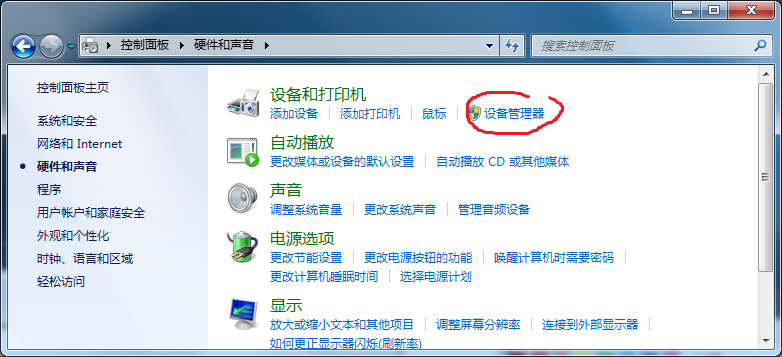 控制面板 硬件和声音
搜索控制面板
控制面板主页
系统和安全
网络和 Internet
硬件和声音
程序
用户帐户和家庭安全
外观和个性化
时钟、语言和区域
轻松访问
设备和打印机
添加设备 添加打印机 鼠标 设备管理器
自动播放
更改媒体或设备的默认设置 自动播放 CD 或其他媒体
声音
调整系统音量 更改系统声音 管理音频设备
电源选项
更改节能设置 更改电源按钮的功能 唤醒计算机时需要密码
更改计算机睡眠时间 选择电源计划
显示
放大或缩小文本和其他项目 调整屏幕分辨率 连接到外部显示器
如何更正显示器闪烁(刷新率)